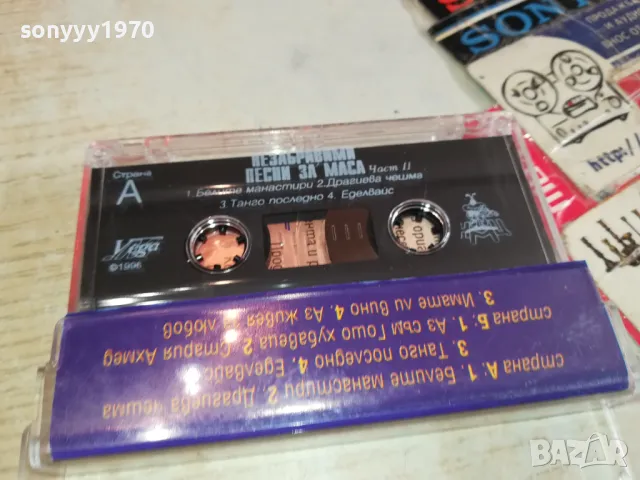 sonyyy1970
SONY
http://
Страна
A
НЕЗАБРАВИМИ
ПЕСНИ ЗА МАСА Част II
1.Белите манастири 2.Драгиева чешма
3 Танго последно 4. Еделвайс
Vega
©1996
страна А: 1. Белите манастири 2. Драгиева чешма
3. Танго последно 4. Еделвайс
страна Б: 1. Аз съм Гошо хубавеца 2. Стария Ахмед
3. Имате ли вино 4. Аз живея за любов
BAZAR
bg